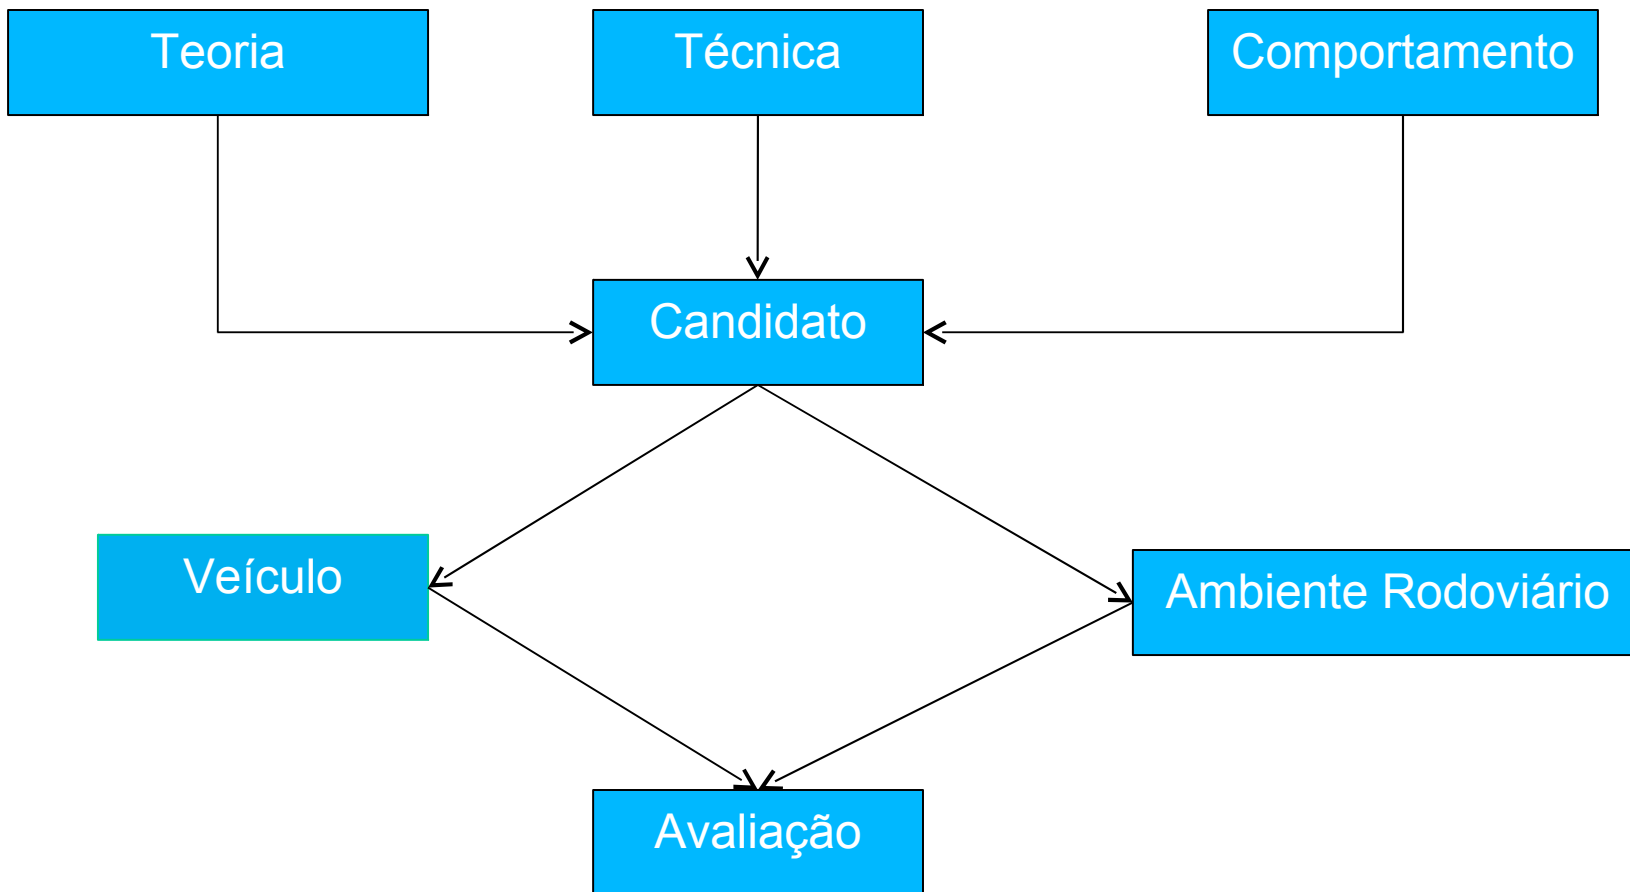 Teoria
Técnica
Comportamento
Candidato
Veículo
Ambiente Rodoviário
Avaliação